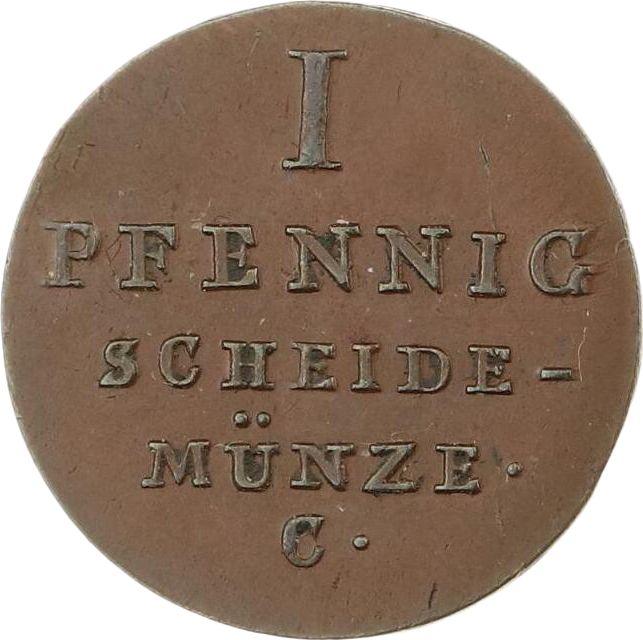 I
PFENNIG
SCHEIDE-
MÜNZE.
C.